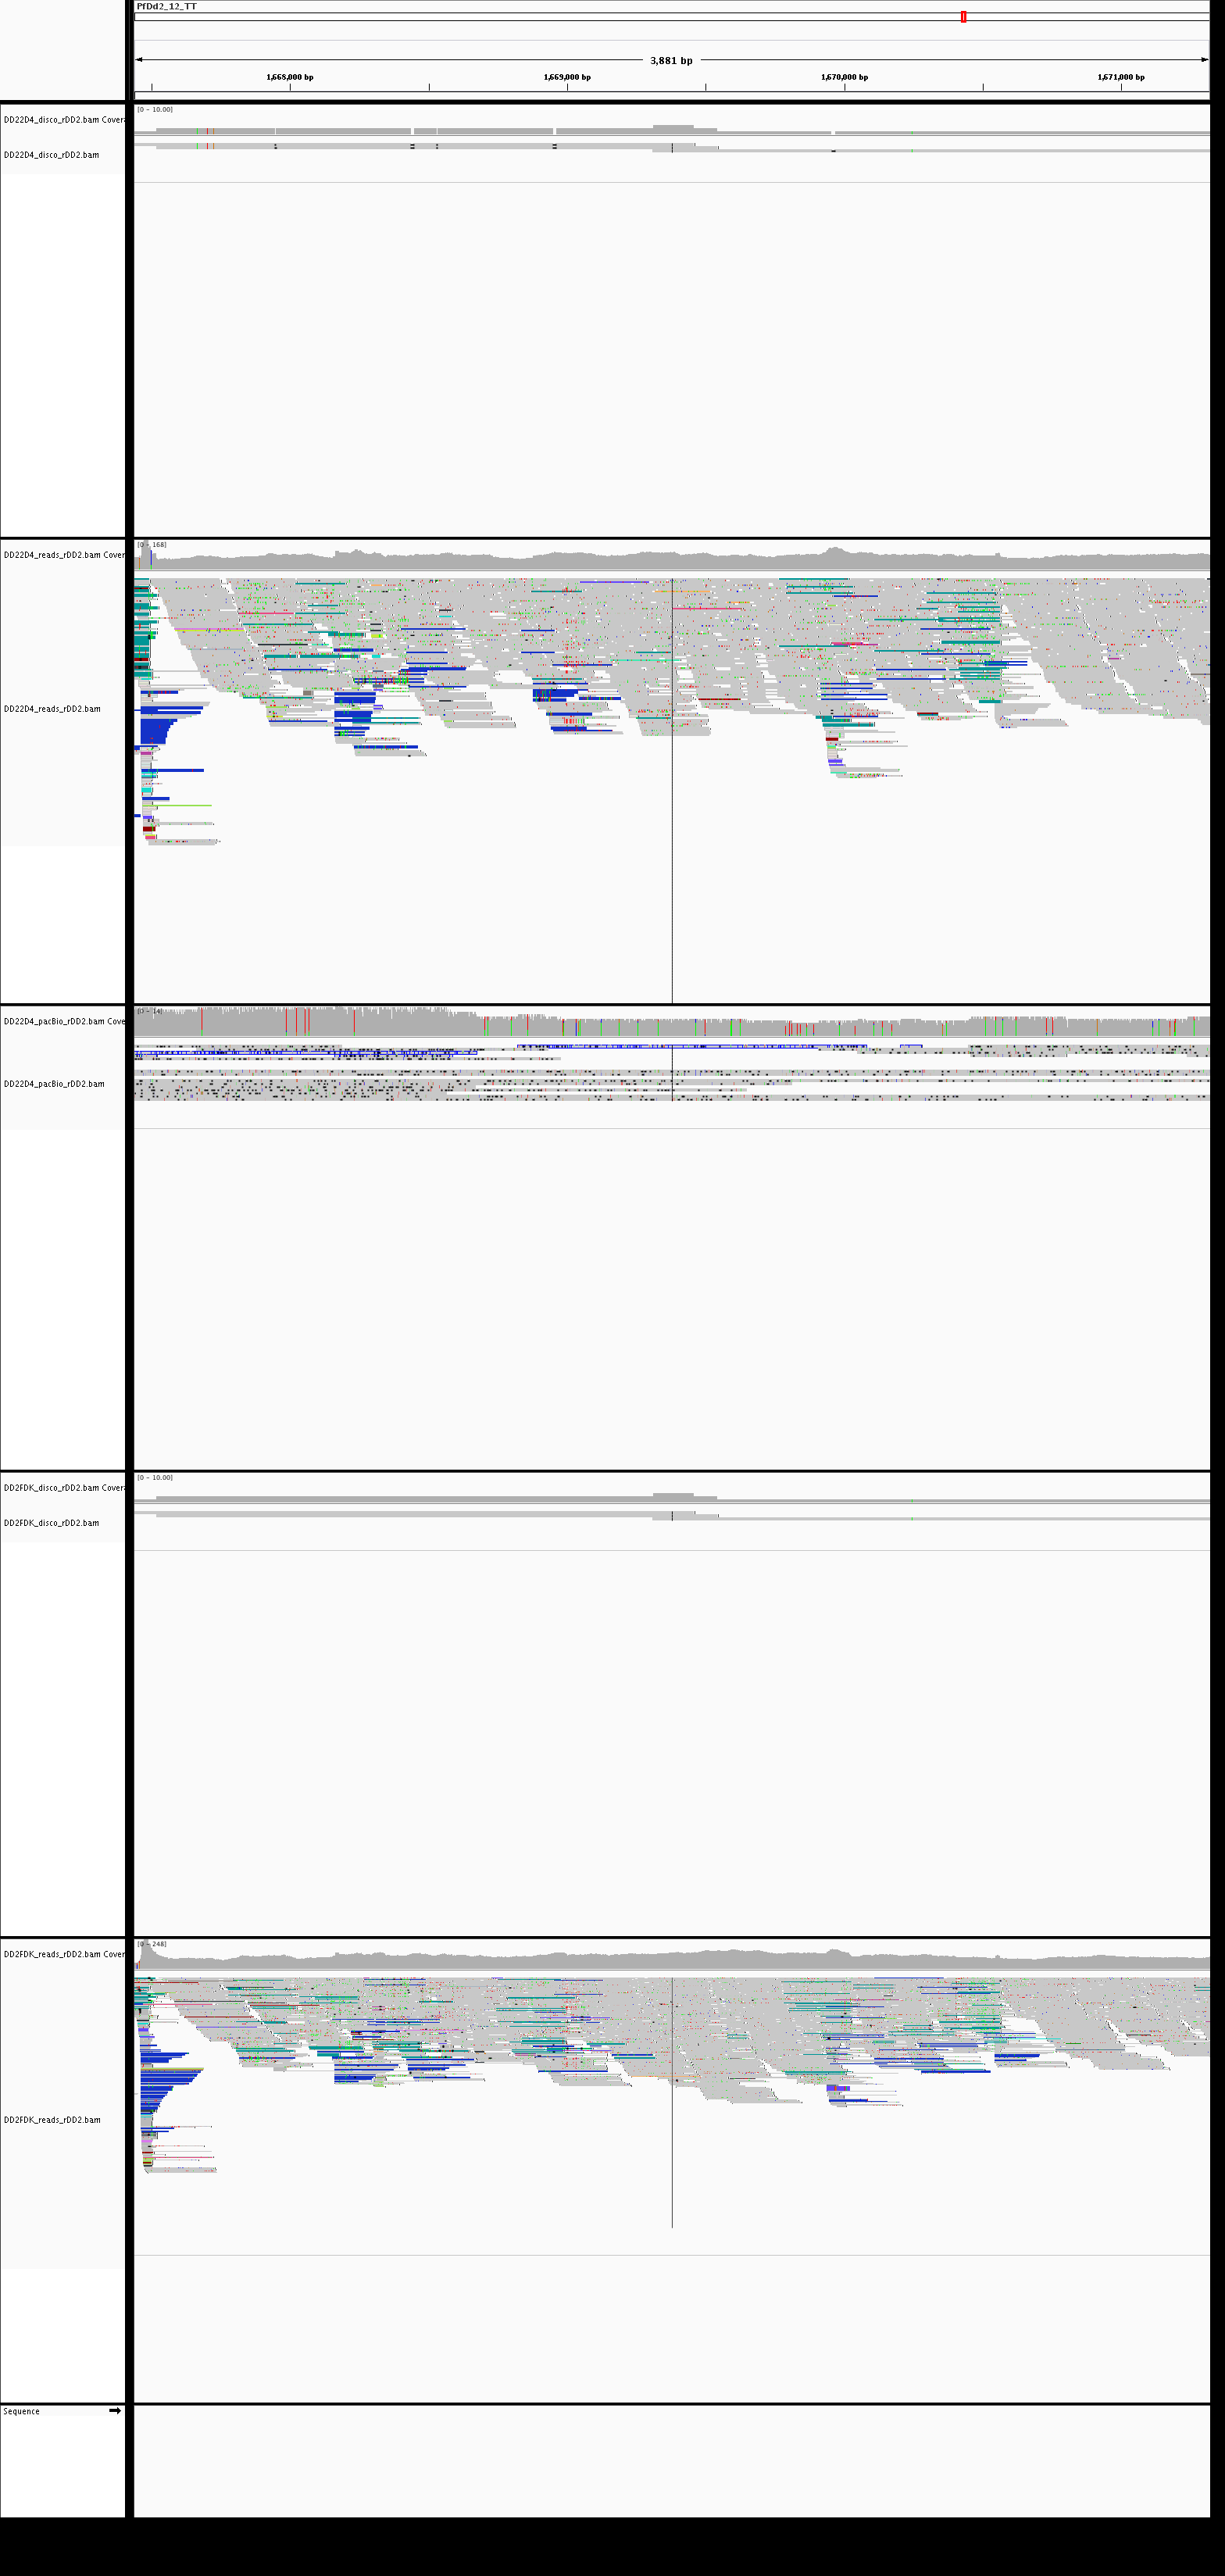 PfDd2_12_TT
3,881 bp
1,668,000 bp 1,669,000 bp 1,670,000 bp 1,671,000 bp
[0 - 10.00]
DD22D4_disco_rDD2.bam Covera
DD22D4_disco_rDD2.bam
[0 - 168]
DD22D4_reads_rDD2.bam Cover
DD22D4_reads_rDD2.bam
[0 - 14]
DD22D4_pacBio_rDD2.bam Cove
DD22D4_pacBio_rDD2.bam
[0 - 10.00]
DD2FDK_disco_rDD2.bam Covera
DD2FDK_disco_rDD2.bam
[0 - 248]
DD2FDK_reads_rDD2.bam Cover
DD2FDK_reads_rDD2.bam
Sequence